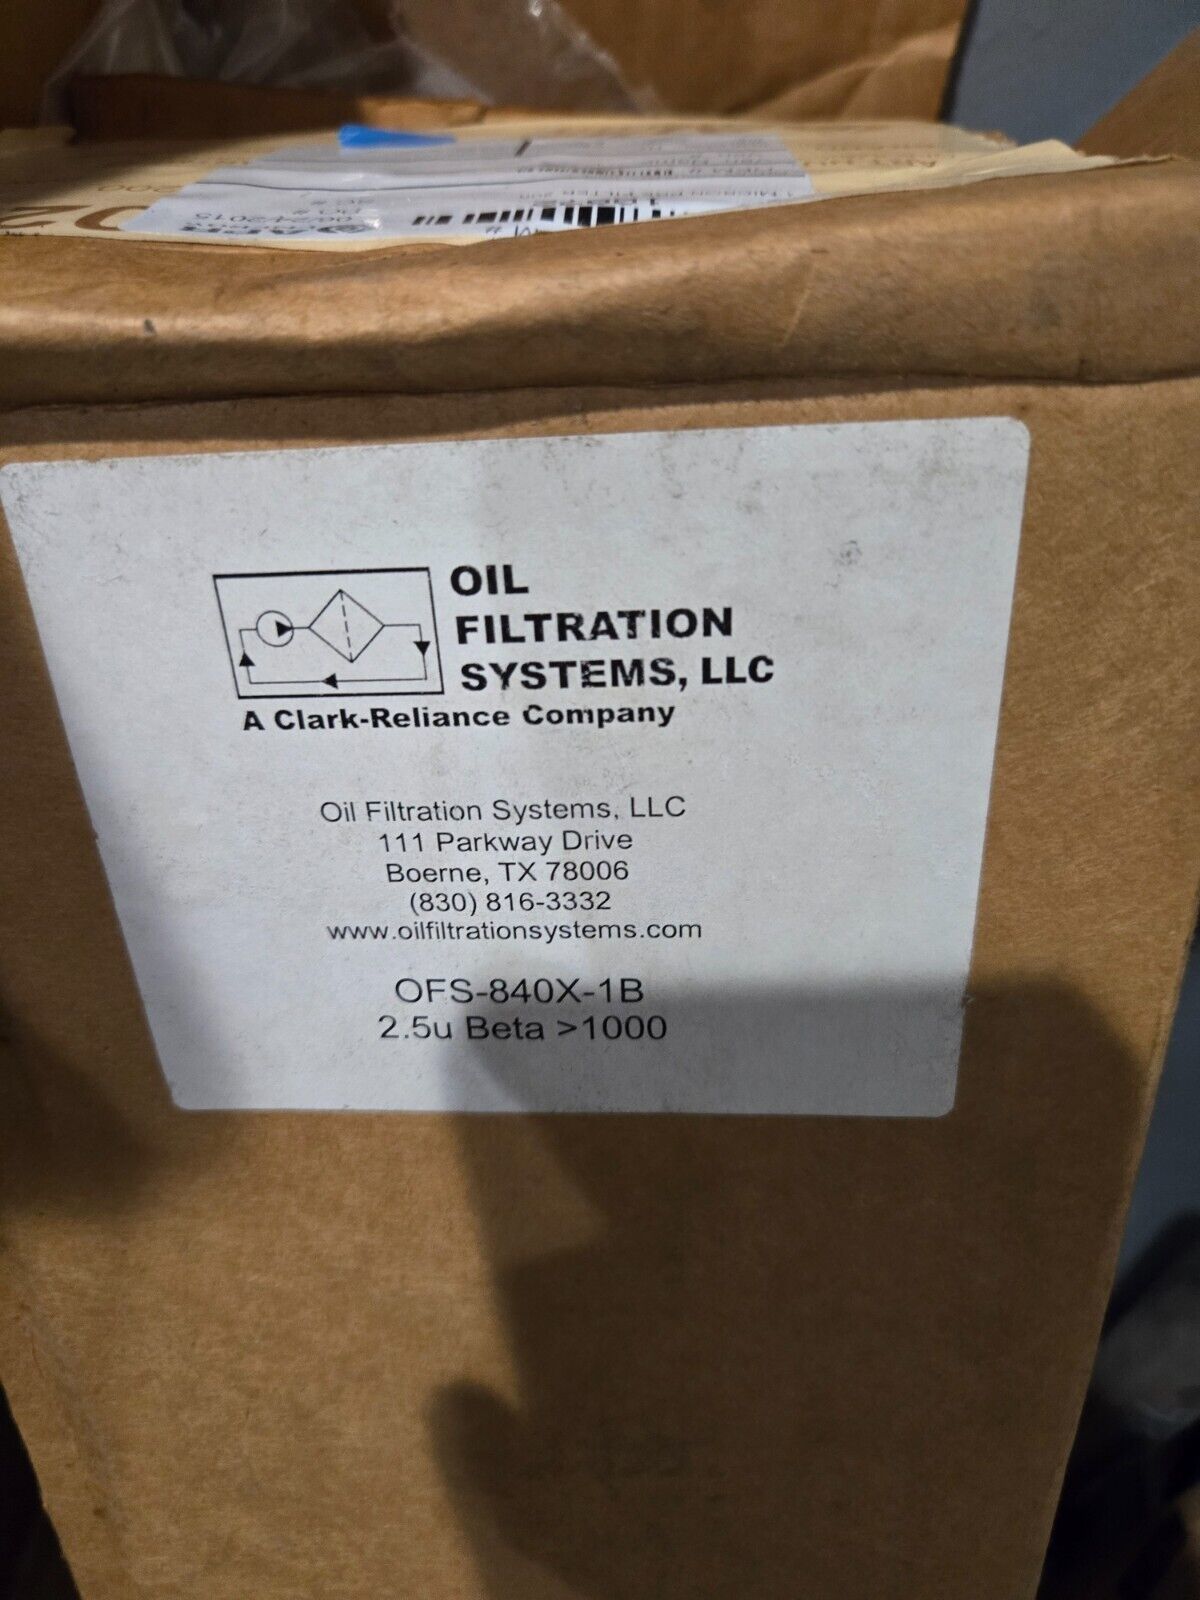 OIL
FILTRATION
SYSTEMS, LLC
A Clark-Reliance Company
Oil Filtration Systems, LLC
111 Parkway Drive
Boerne, TX 78006
(830) 816-3332
www.oilfiltrationsystems.com
OFS-840X-1B
2.5u Beta >1000